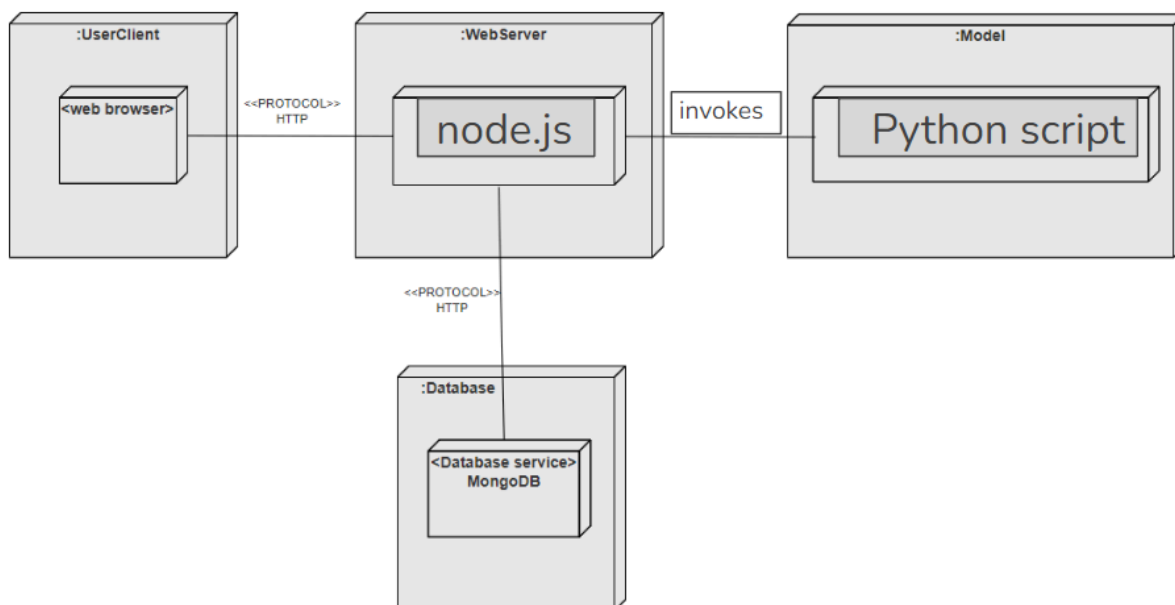 :UserClient
<web browser>
<<PROTOCOL>>
HTTP
:WebServer
node.js
invokes
:Model
Python script
<<PROTOCOL>>
HTTP
:Database
<Database service>
MongoDB